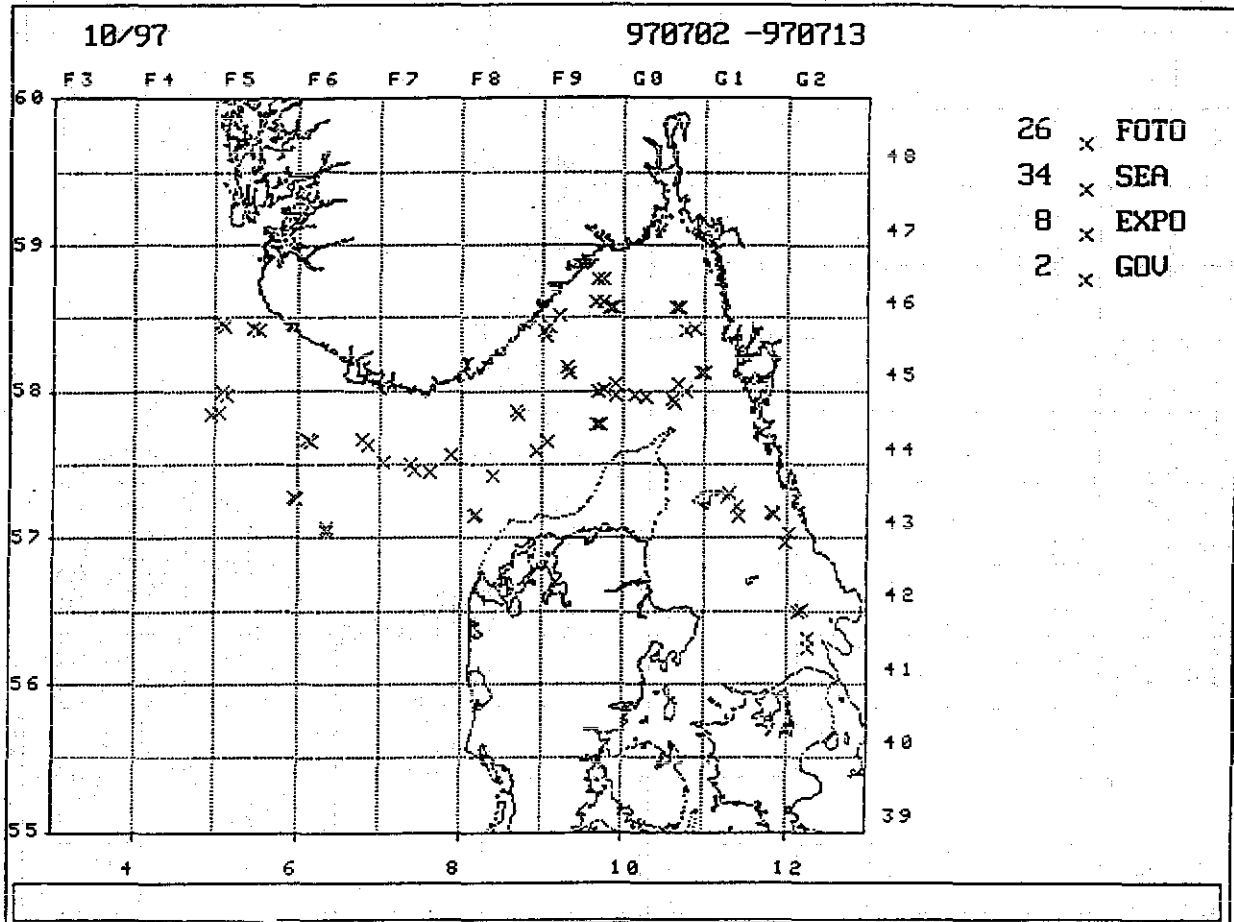 10/97 970702 -970713
F3 F4 F5 F6 F7 F8 F9 G0 G1 G2
60
48 26 × FOTO
34 × SEA
59 47 8 × EXPO
2 × GOV
46
58 45
44
57 43
42
56 41
40
55 39
4 6 8 10 12